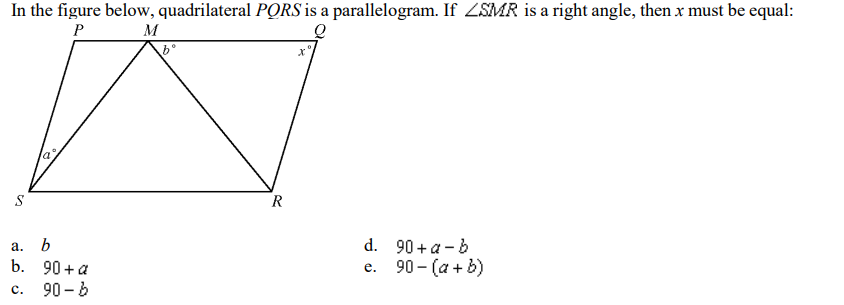 In the figure below, quadrilateral PQRS is a parallelogram. If ∠SMR is a right angle, then x must be equal:
P M Q
b° x°
a°
S R
a. b d. 90 + a − b
b. 90 + a e. 90 − (a + b)
c. 90 − b